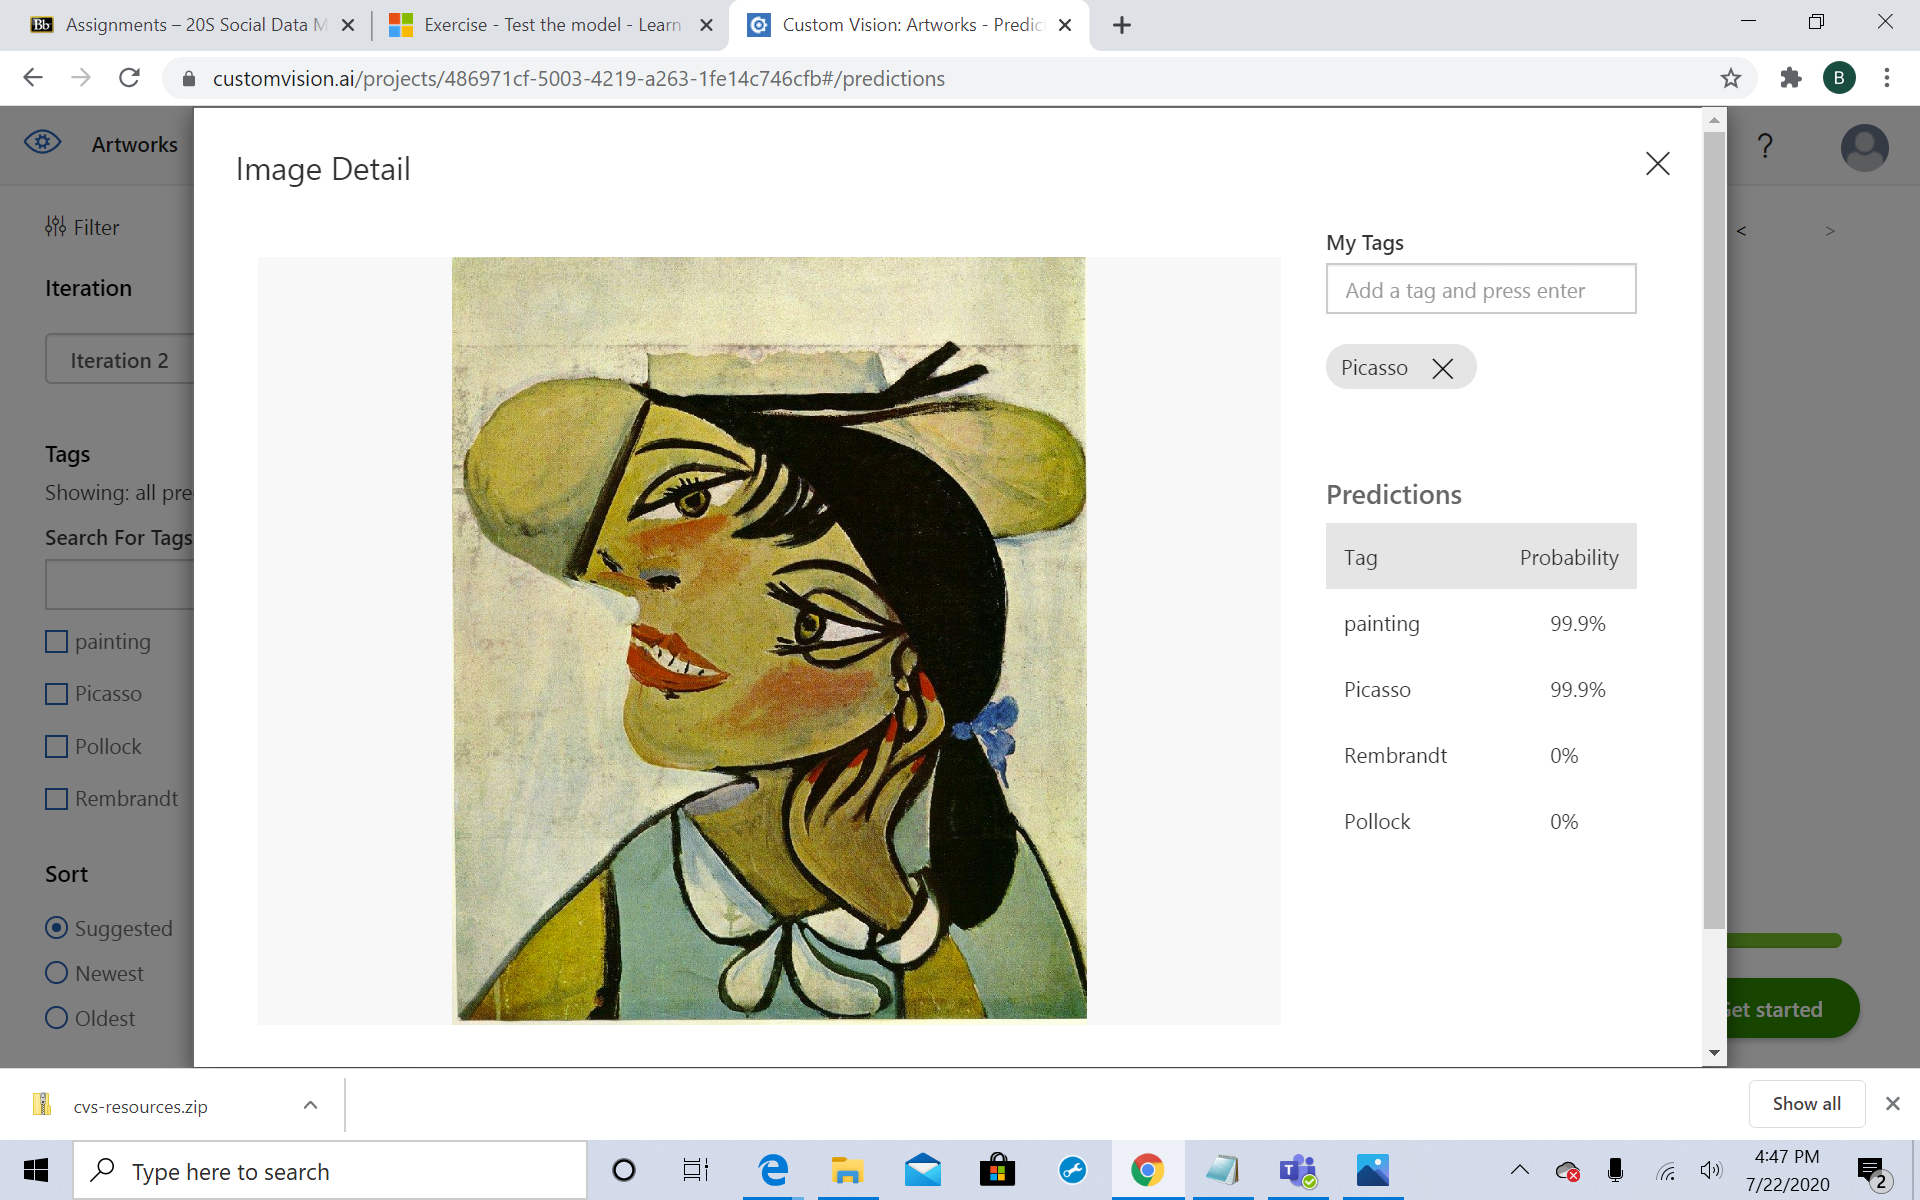 Assignments – 20S Social Data M
Exercise - Test the model - Learn
Custom Vision: Artworks - Predic
customvision.ai/projects/486971cf-5003-4219-a263-1fe14c746cfb#/predictions
B
Artworks
?
Image Detail
Filter
< >
My Tags
Add a tag and press enter
Iteration
Iteration 2
Picasso
Tags
Showing: all pre
Search For Tags
Predictions
Tag Probability
painting 99.9%
Picasso 99.9%
Rembrandt 0%
Pollock 0%
painting
Picasso
Pollock
Rembrandt
Sort
Suggested
Newest
Oldest
Get started
cvs-resources.zip
Show all
Type here to search
4:47 PM
7/22/2020
2